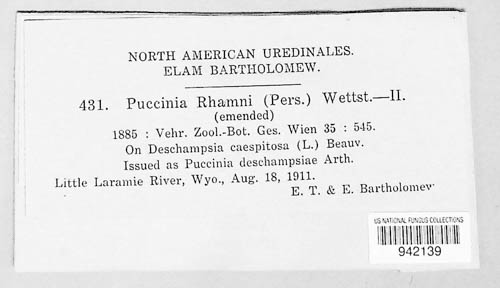 NORTH AMERICAN UREDINALES.
ELAM BARTHOLOMEW.
431. Puccinia Rhamni (Pers.) Wettst.—II.
(emended)
1885 : Vehr. Zool.-Bot. Ges. Wien 35 : 545.
On Deschampsia caespitosa (L.) Beauv.
Issued as Puccinia deschampsiae Arth.
Little Laramie River, Wyo., Aug. 18, 1911.
E. T. & E. Bartholomew
US NATIONAL FUNGUS COLLECTIONS
942139